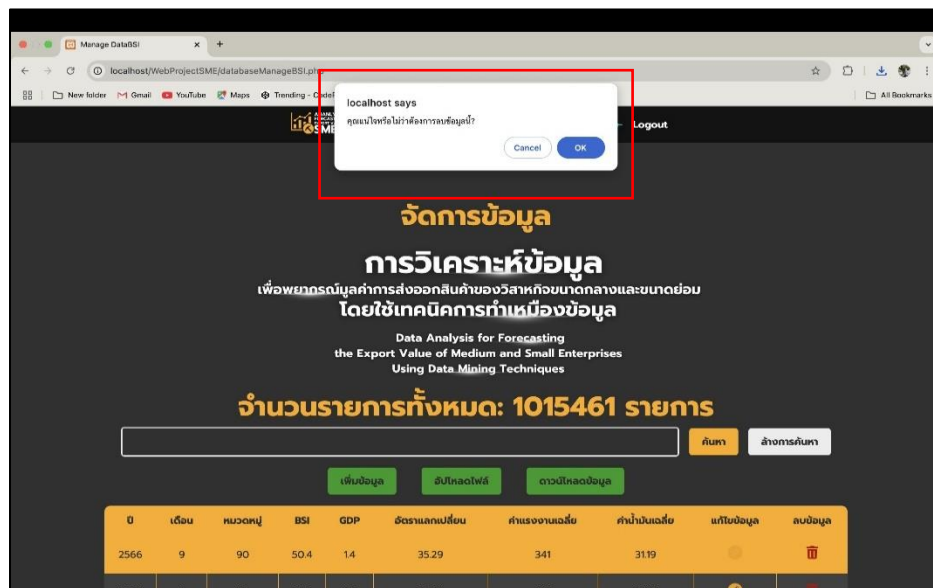 Manage DataBSI
localhost/WebProjectSME/databaseManageBSI.php
New folder Gmail YouTube Maps Trending - All Bookmarks
localhost says
คุณแน่ใจหรือไม่ว่าต้องการลบข้อมูลนี้?
Cancel OK
Logout
จัดการข้อมูล
การวิเคราะห์ข้อมูล
เพื่อพยากรณ์มูลค่าการส่งออกสินค้าของวิสาหกิจขนาดกลางและขนาดย่อม
โดยใช้เทคนิคการทำเหมืองข้อมูล
Data Analysis for Forecasting
the Export Value of Medium and Small Enterprises
Using Data Mining Techniques
จำนวนรายการทั้งหมด: 1015461 รายการ
ค้นหา ล้างการค้นหา
เพิ่มข้อมูล อัปโหลดไฟล์ ดาวน์โหลดข้อมูล
ปี เดือน หมวดหมู่ BSI GDP อัตราแลกเปลี่ยน ค่าแรงงานเฉลี่ย ค่าน้ำมันเฉลี่ย แก้ไขข้อมูล ลบข้อมูล
2566 9 90 50.4 1.4 35.29 341 31.19